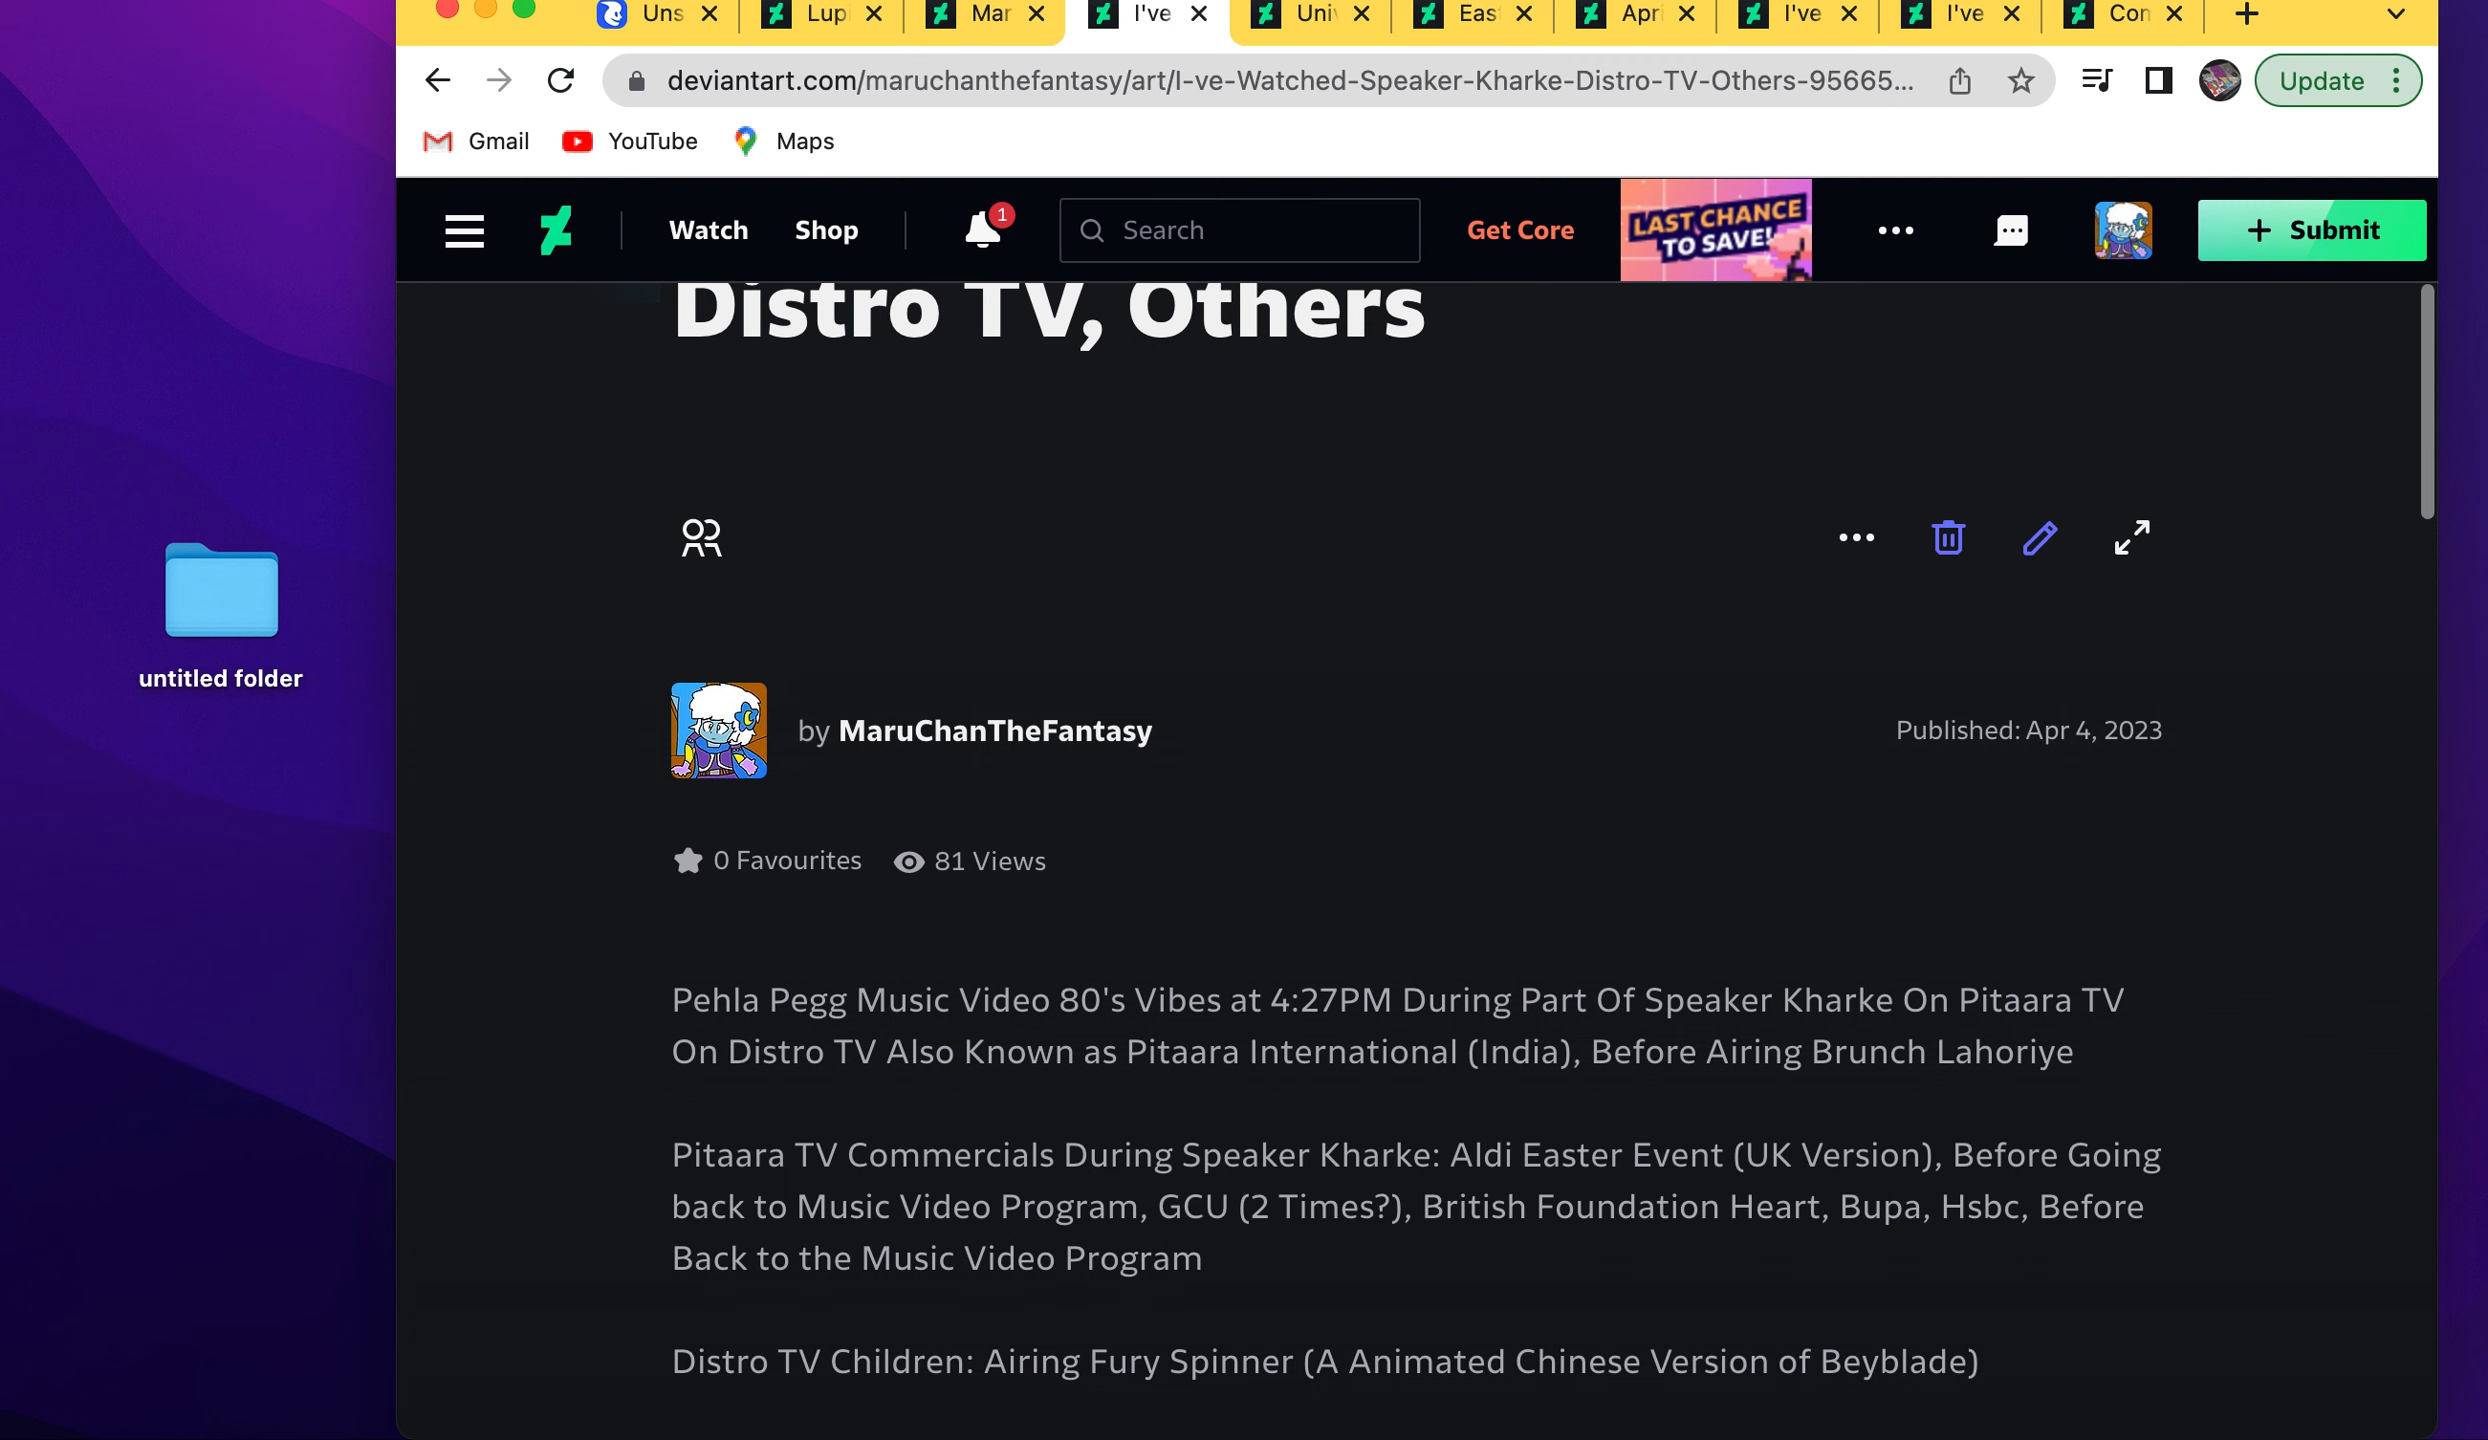 Uns
Lup
Mar
I've
Uni
Eas
Apr
I've
I've
Con
deviantart.com/maruchanthefantasy/art/I-ve-Watched-Speaker-Kharke-Distro-TV-Others-95665...
Update
Gmail
YouTube
Maps
Watch
Shop
1
Search
Get Core
LAST CHANCE
TO SAVE!
+ Submit
Distro TV, Others
untitled folder
by MaruChanTheFantasy
Published: Apr 4, 2023
0 Favourites
81 Views
Pehla Pegg Music Video 80's Vibes at 4:27PM During Part Of Speaker Kharke On Pitaara TV
On Distro TV Also Known as Pitaara International (India), Before Airing Brunch Lahoriye
Pitaara TV Commercials During Speaker Kharke: Aldi Easter Event (UK Version), Before Going
back to Music Video Program, GCU (2 Times?), British Foundation Heart, Bupa, Hsbc, Before
Back to the Music Video Program
Distro TV Children: Airing Fury Spinner (A Animated Chinese Version of Beyblade)